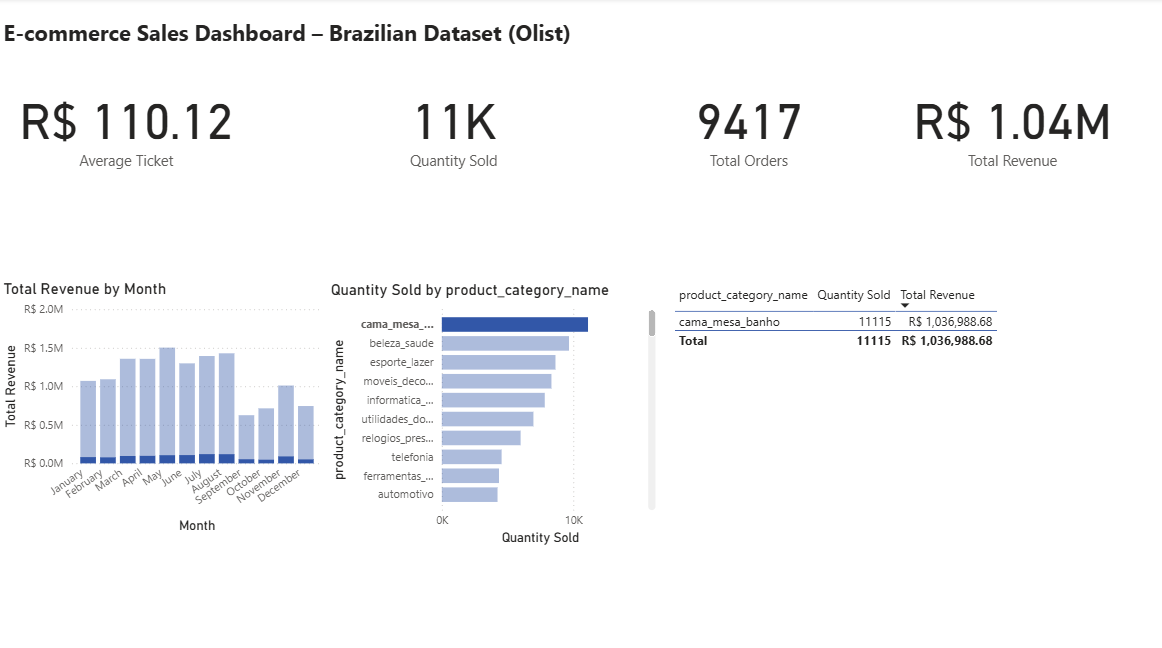 E-commerce Sales Dashboard – Brazilian Dataset (Olist)
R$ 110.12
Average Ticket
11K
Quantity Sold
9417
Total Orders
R$ 1.04M
Total Revenue
Total Revenue by Month
Total Revenue
R$ 2.0M
R$ 1.5M
R$ 1.0M
R$ 0.5M
R$ 0.0M
January
February
March
April
May
June
July
August
September
October
November
December
Month
Quantity Sold by product_category_name
product_category_name
cama_mesa_...
beleza_saude
esporte_lazer
moveis_deco...
informatica_...
utilidades_do...
relogios_pres...
telefonia
ferramentas_...
automotivo
0K 10K
Quantity Sold
product_category_name Quantity Sold Total Revenue
cama_mesa_banho 11115 R$ 1,036,988.68
Total 11115 R$ 1,036,988.68